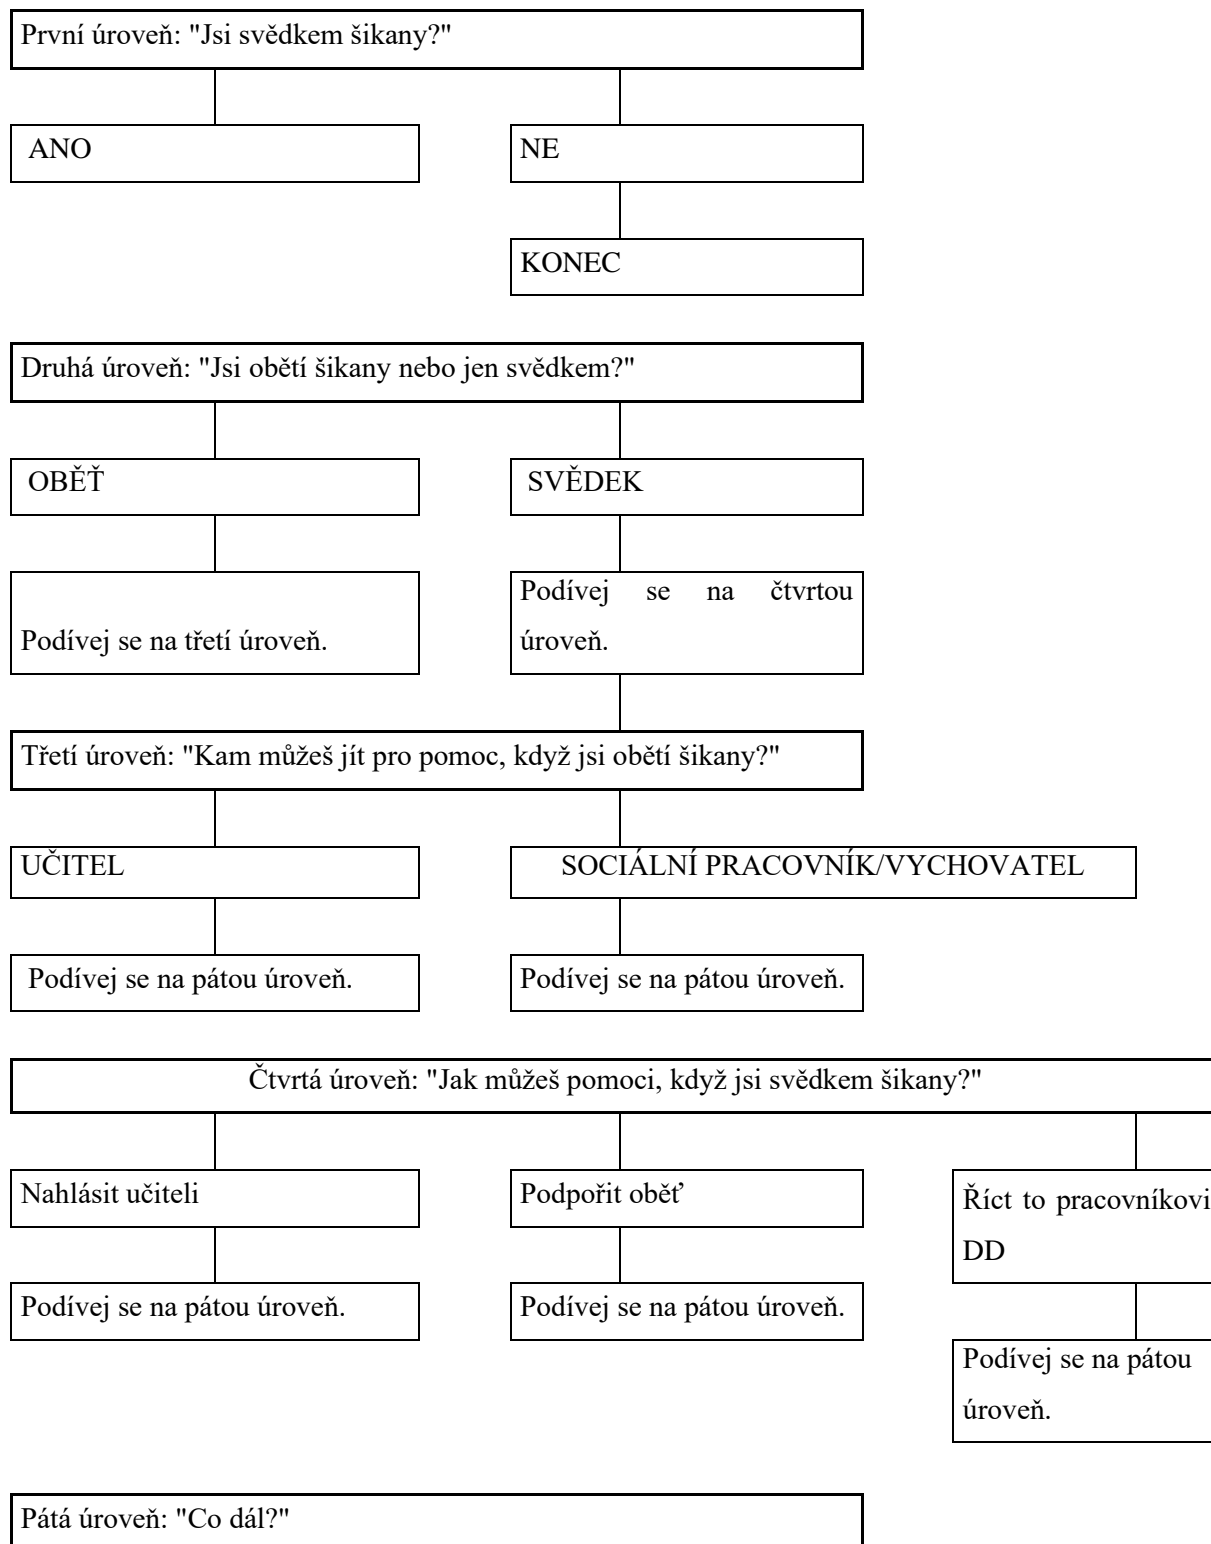 První úroveň: "Jsi svědkem šikany?"
ANO
NE
KONEC
Druhá úroveň: "Jsi obětí šikany nebo jen svědkem?"
OBĚŤ
SVĚDEK
Podívej se na třetí úroveň.
Podívej se na čtvrtou
úroveň.
Třetí úroveň: "Kam můžeš jít pro pomoc, když jsi obětí šikany?"
UČITEL
SOCIÁLNÍ PRACOVNÍK/VYCHOVATEL
Podívej se na pátou úroveň.
Podívej se na pátou úroveň.
Čtvrtá úroveň: "Jak můžeš pomoci, když jsi svědkem šikany?"
Nahlásit učiteli
Podpořit oběť
Říct to pracovníkovi
DD
Podívej se na pátou úroveň.
Podívej se na pátou úroveň.
Podívej se na pátou
úroveň.
Pátá úroveň: "Co dál?"